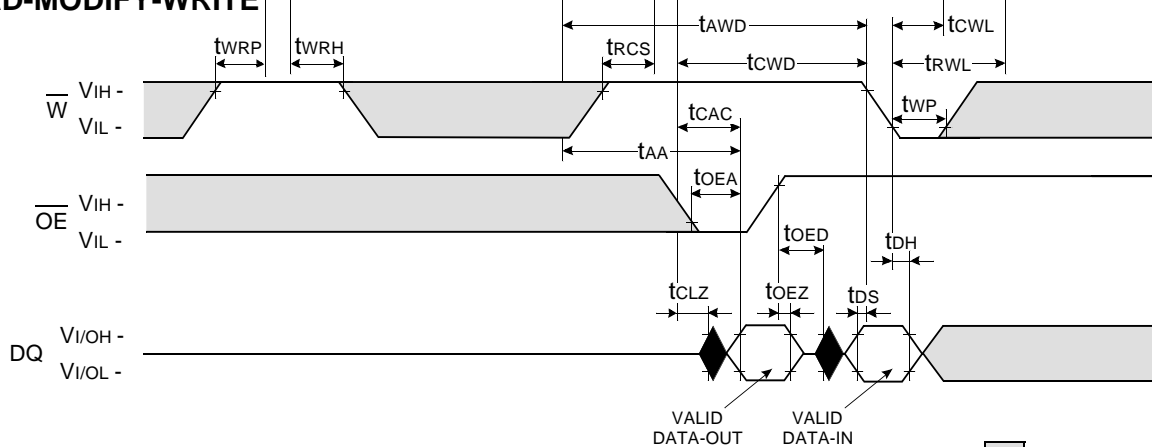 AD-MODIFY-WRITE
tAWD
tCWL
tWRP
tWRH
tRCS
tCWD
tRWL
W
VIH -
VIL -
tWP
tCAC
tAA
tOEA
OE
VIH -
VIL -
tOED
tDH
tCLZ
tOEZ
tDS
DQ
VI/OH -
VI/OL -
VALID
DATA-OUT
VALID
DATA-IN